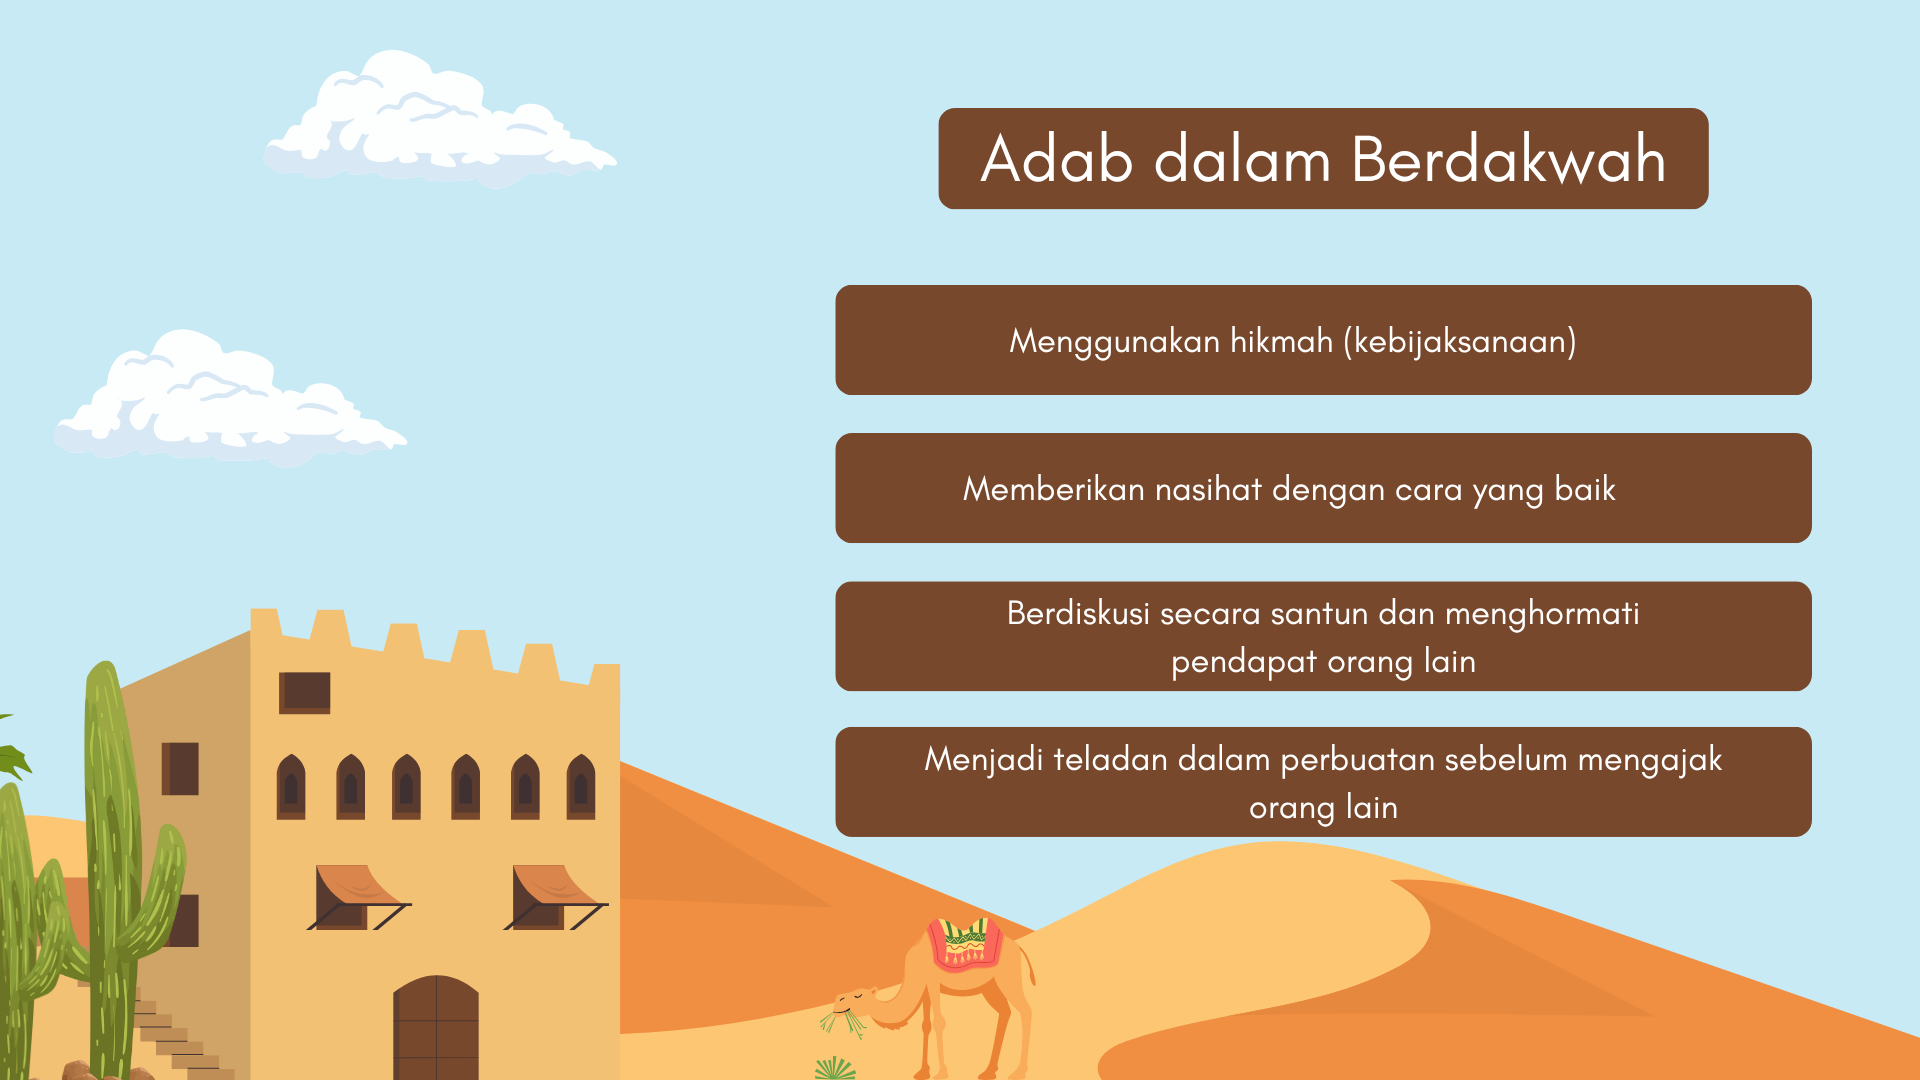 Adab dalam Berdakwah
Menggunakan hikmah (kebijaksanaan)
Memberikan nasihat dengan cara yang baik
Berdiskusi secara santun dan menghormati
pendapat orang lain
Menjadi teladan dalam perbuatan sebelum mengajak
orang lain